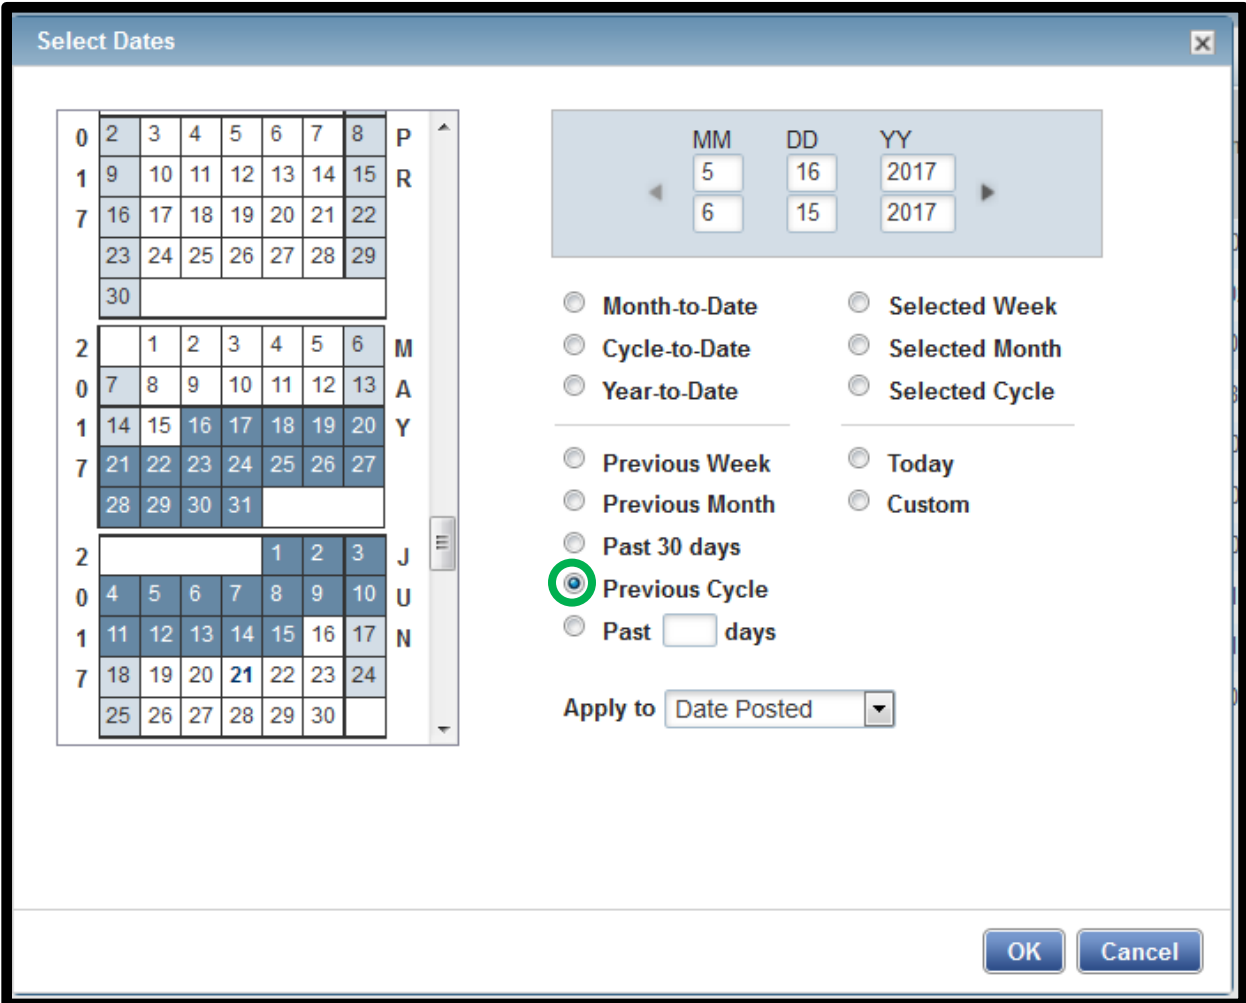 Select Dates
0 2 3 4 5 6 7 8 P
1 9 10 11 12 13 14 15 R
7 16 17 18 19 20 21 22
23 24 25 26 27 28 29
30
2 1 2 3 4 5 6 M
0 7 8 9 10 11 12 13 A
1 14 15 16 17 18 19 20 Y
7 21 22 23 24 25 26 27
28 29 30 31
2 1 2 3 J
0 4 5 6 7 8 9 10 U
1 11 12 13 14 15 16 17 N
7 18 19 20 21 22 23 24
25 26 27 28 29 30
MM DD YY
5 16 2017
6 15 2017
Month-to-Date
Cycle-to-Date
Year-to-Date
Selected Week
Selected Month
Selected Cycle
Previous Week
Previous Month
Past 30 days
Previous Cycle
Past days
Today
Custom
Apply to Date Posted
OK Cancel